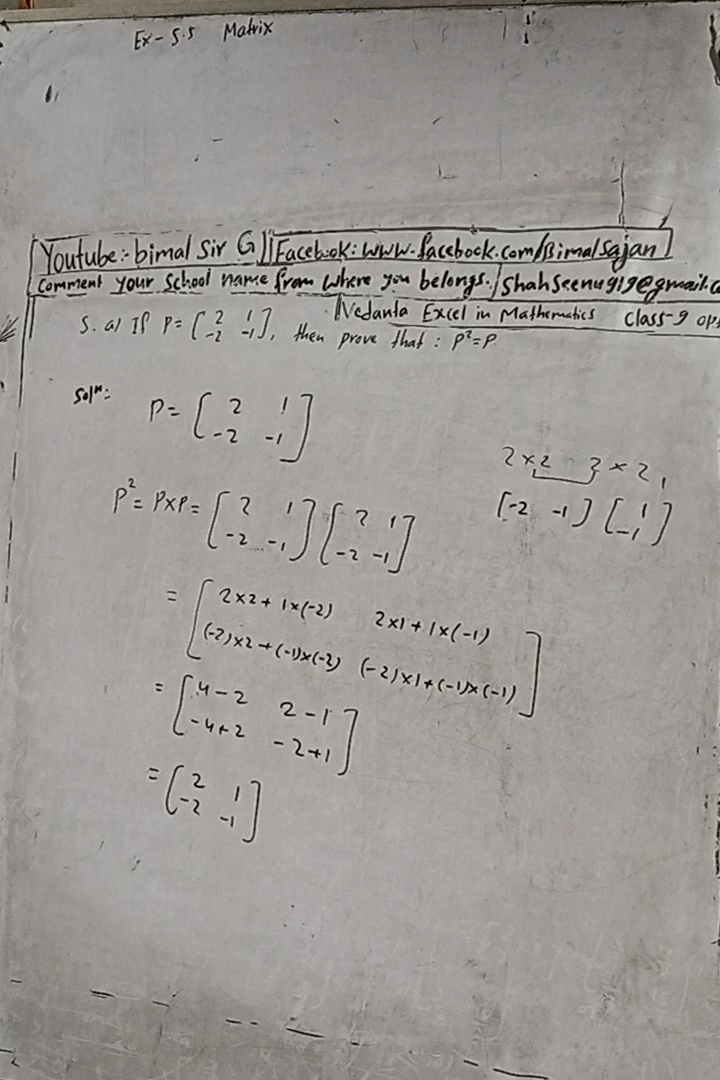 Ex - 5.5 Matrix
Youtube:- bimal Sir G || Facebook: www.facebook.com/Bimalsajan
Comment your School name from where you belongs. / Shahseenu919@gmail.c
Vedanta Excel in Mathematics Class-9 op
5. a) If P = [2 1 -2 -1], then prove that : P²=P
Solⁿ: P = [2 1
-2 -1]
2×2 2×2,
P² = P×P = [2 1 [2 1
-2 -1] -2 -1]
[-2 -1] [1 -1]
= [2×2 + 1×(-2) 2×1 + 1×(-1)
(-2)×2 + (-1)×(-2) (-2)×1 + (-1)×(-1)]
= [4-2 2-1
-4+2 -2+1]
= [2 1
-2 -1]